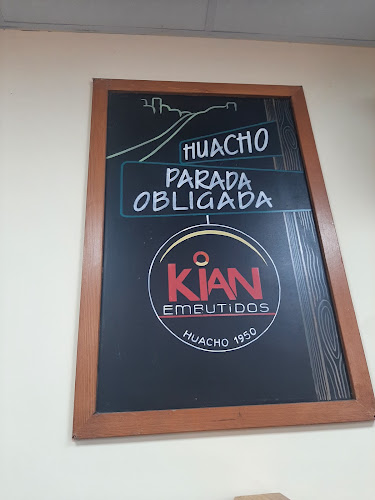 HUACHO
PARADA
OBLIGADA
KIAN
EMBUTIDOS
HUACHO 1950